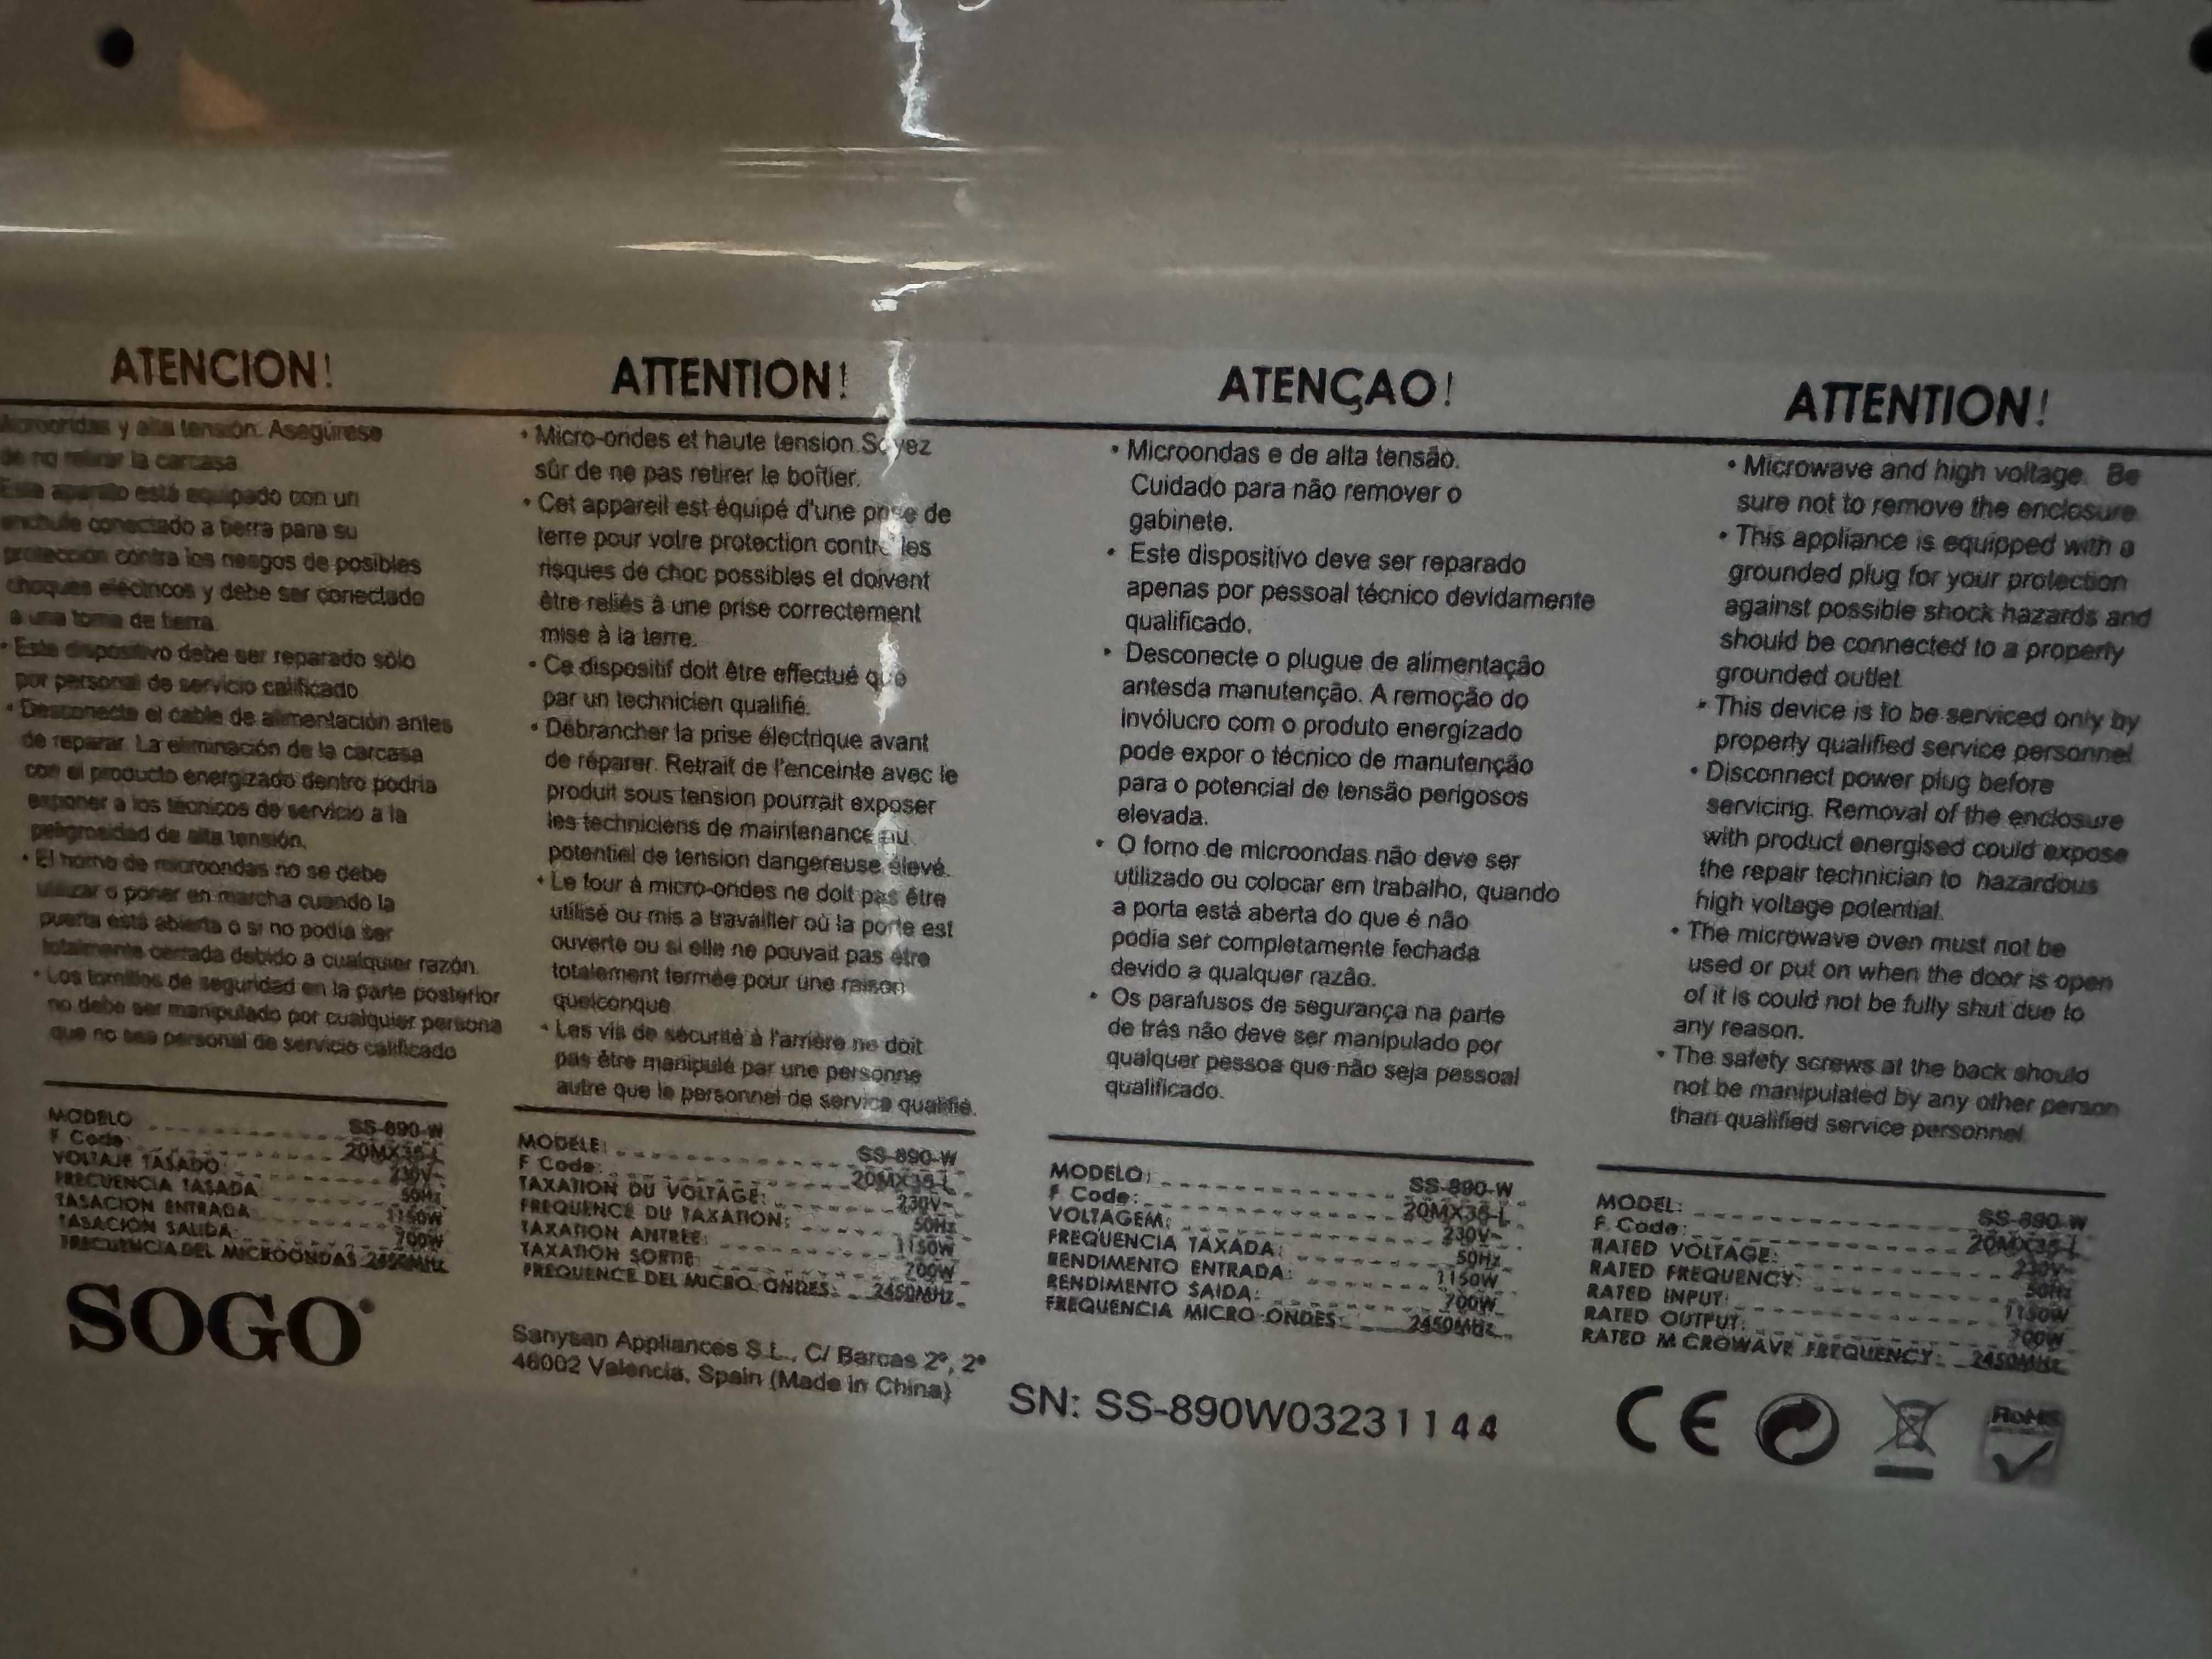 ATENCION!
Microondas y alta tensión. Asegúrese
de no retirar la carcasa
Este aparato está equipado con un
enchufe conectado a tierra para su
protección contra los riesgos de posibles
choques eléctricos y debe ser conectado
a una toma de tierra.
• Este dispositivo debe ser reparado sólo
por personal de servicio calificado
• Desconecte el cable de alimentación antes
de reparar. La eliminación de la carcasa
con el producto energizado dentro podría
exponer a los técnicos de servicio a la
peligrosidad de alta tensión.
• El horno de microondas no se debe
utilizar o poner en marcha cuando la
puerta está abierta o si no podía ser
totalmente cerrada debido a cualquier razón.
• Los tornillos de seguridad en la parte posterior
no debe ser manipulado por cualquier persona
que no sea personal de servicio calificado
MODELO SS-890-W
F Code: 20MX35-L
VOLTAJE TASADO: 230V~
FRECUENCIA TASADA 50Hz
TASACION ENTRADA: 1150W
TASACION SALIDA: 700W
FRECUENCIA DEL MICROONDAS 2450MHz
SOGO
ATTENTION!
• Micro-ondes et haute tension. Soyez
sûr de ne pas retirer le boîtier.
• Cet appareil est équipé d'une prise de
terre pour votre protection contre les
risques de choc possibles et doivent
être reliés à une prise correctement
mise à la terre.
• Ce dispositif doit être effectué que
par un technicien qualifié.
• Débrancher la prise électrique avant
de réparer. Retrait de l'enceinte avec le
produit sous tension pourrait exposer
les techniciens de maintenance au
potentiel de tension dangereuse élevé.
• Le four à micro-ondes ne doit pas être
utilisé ou mis a travailler où la porte est
ouverte ou si elle ne pouvait pas être
totalement fermée pour une raison
quelconque
• Les vis de sécurité à l'arrière ne doit
pas être manipulé par une personne
autre que le personnel de service qualifié.
MODELE: SS-890-W
F Code: 20MX35-L
TAXATION DU VOLTAGE: 230V~
FREQUENCE DU TAXATION: 50Hz
TAXATION ANTREE: 1150W
TAXATION SORTIE: 700W
FREQUENCE DEL MICRO ONDES: 2450MHz
Sanysan Appliances S.L., C/ Barcas 2º, 2º
46002 Valencia, Spain (Made in China)
ATENÇAO!
• Microondas e de alta tensão.
Cuidado para não remover o
gabinete.
• Este dispositivo deve ser reparado
apenas por pessoal técnico devidamente
qualificado.
• Desconecte o plugue de alimentação
antesda manutenção. A remoção do
invólucro com o produto energizado
pode expor o técnico de manutenção
para o potencial de tensão perigosos
elevada.
• O forno de microondas não deve ser
utilizado ou colocar em trabalho, quando
a porta está aberta do que é não
podia ser completamente fechada
devido a qualquer razão.
• Os parafusos de segurança na parte
de trás não deve ser manipulado por
qualquer pessoa que não seja pessoal
qualificado.
MODELO: SS-890-W
F Code: 20MX35-L
VOLTAGEM: 230V~
FREQUENCIA TAXADA: 50Hz
RENDIMENTO ENTRADA: 1150W
RENDIMENTO SAIDA: 700W
FREQUENCIA MICRO-ONDES: 2450MHz
SN: SS-890W03231144
ATTENTION!
• Microwave and high voltage. Be
sure not to remove the enclosure
• This appliance is equipped with a
grounded plug for your protection
against possible shock hazards and
should be connected to a properly
grounded outlet
• This device is to be serviced only by
properly qualified service personnel
• Disconnect power plug before
servicing. Removal of the enclosure
with product energised could expose
the repair technician to hazardous
high voltage potential.
• The microwave oven must not be
used or put on when the door is open
of it is could not be fully shut due to
any reason.
• The safety screws at the back should
not be manipulated by any other person
than qualified service personnel
MODEL: SS-890-W
F Code: 20MX35-L
RATED VOLTAGE: 230V~
RATED FREQUENCY: 50Hz
RATED INPUT: 1150W
RATED OUTPUT: 700W
RATED MICROWAVE FREQUENCY: 2450MHz
CE
RoHS